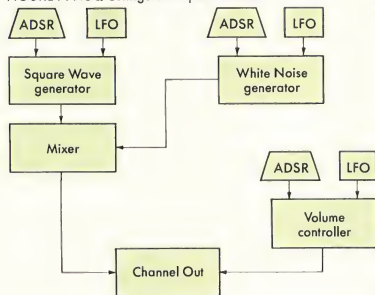 ADSR LFO ADSR LFO
Square Wave
generator
White Noise
generator
Mixer
ADSR LFO
Volume
controller
Channel Out